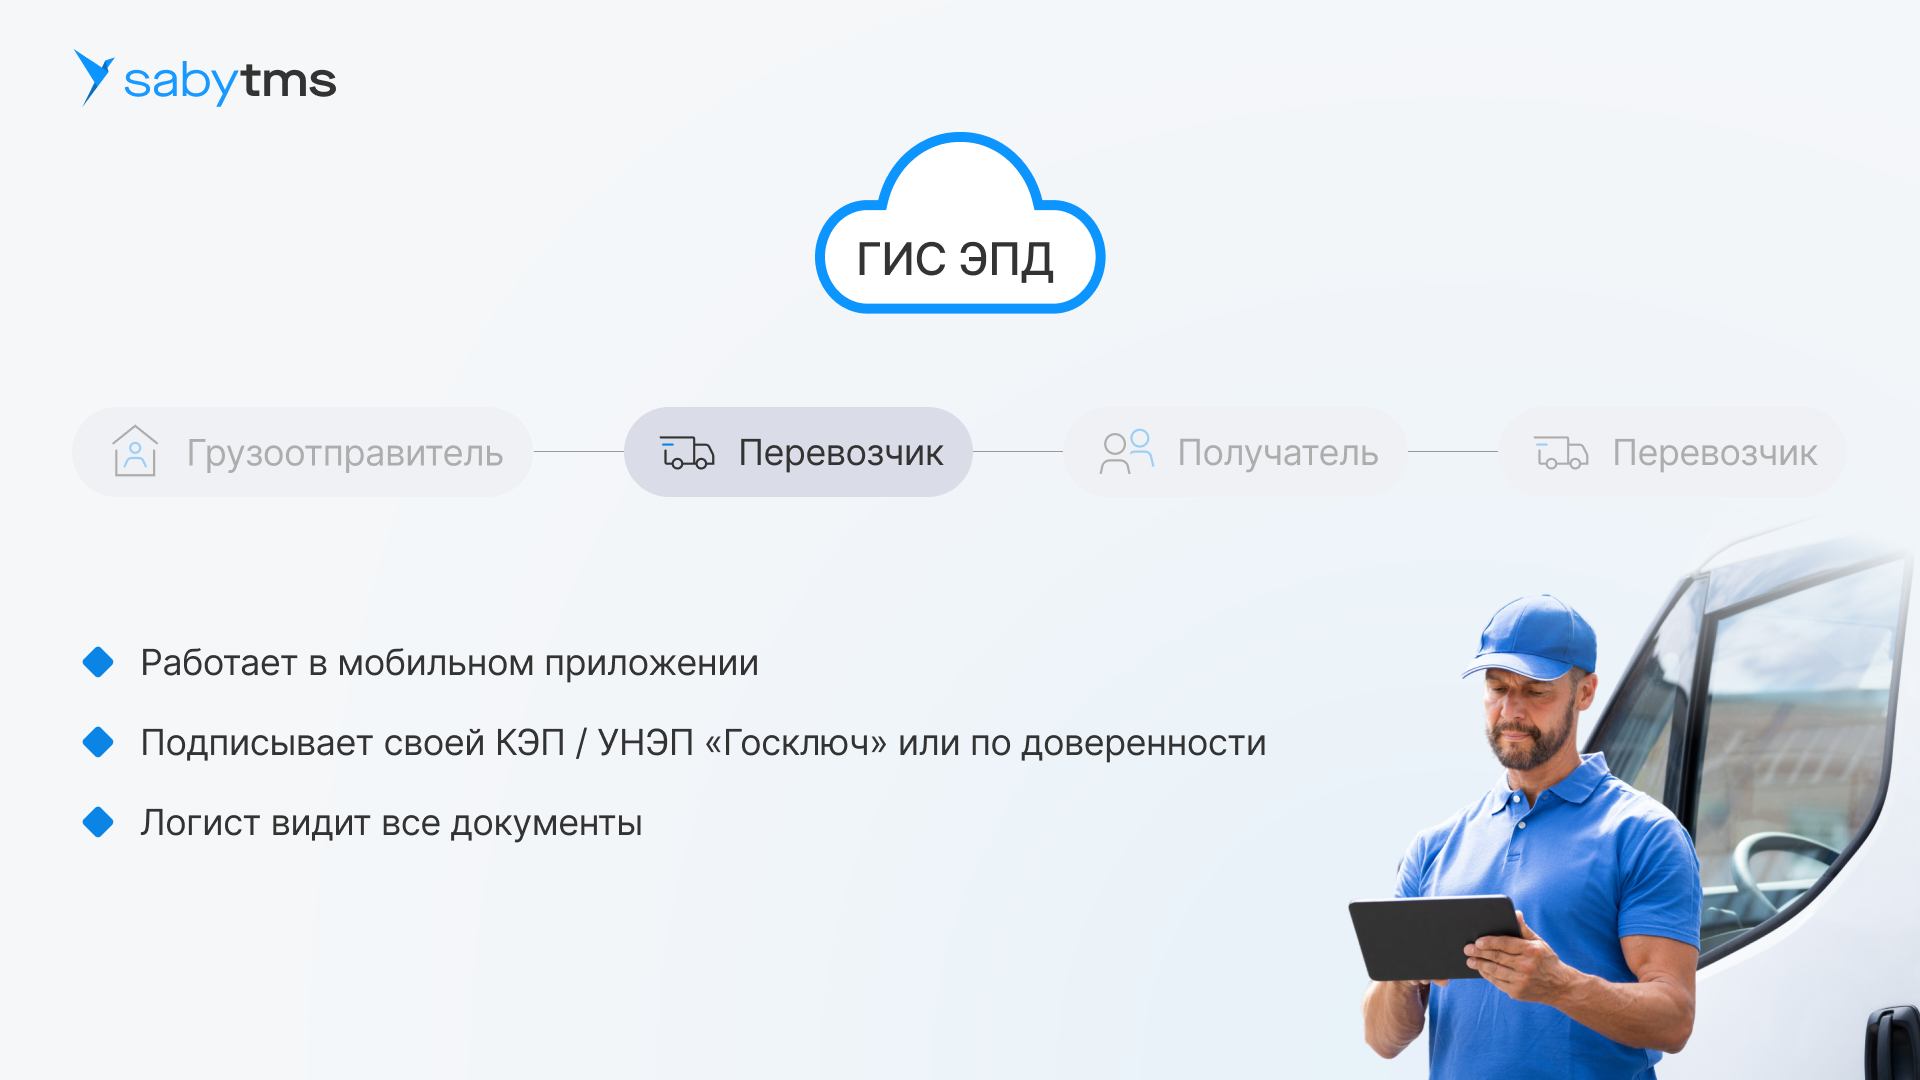 sabytms
ГИС ЭПД
Грузоотправитель
Перевозчик
Получатель
Перевозчик
Работает в мобильном приложении
Подписывает своей КЭП / УНЭП «Госключ» или по доверенности
Логист видит все документы